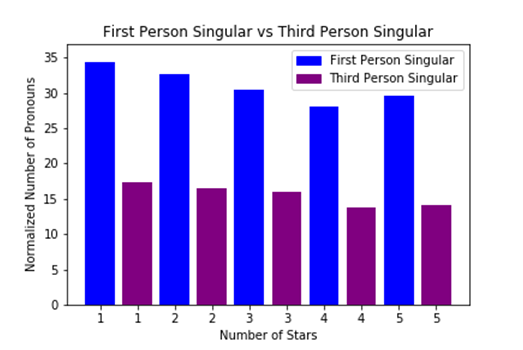 First Person Singular vs Third Person Singular
First Person Singular
Third Person Singular
Normalized Number of Pronouns
35
30
25
20
15
10
5
0
1 1 2 2 3 3 4 4 5 5
Number of Stars